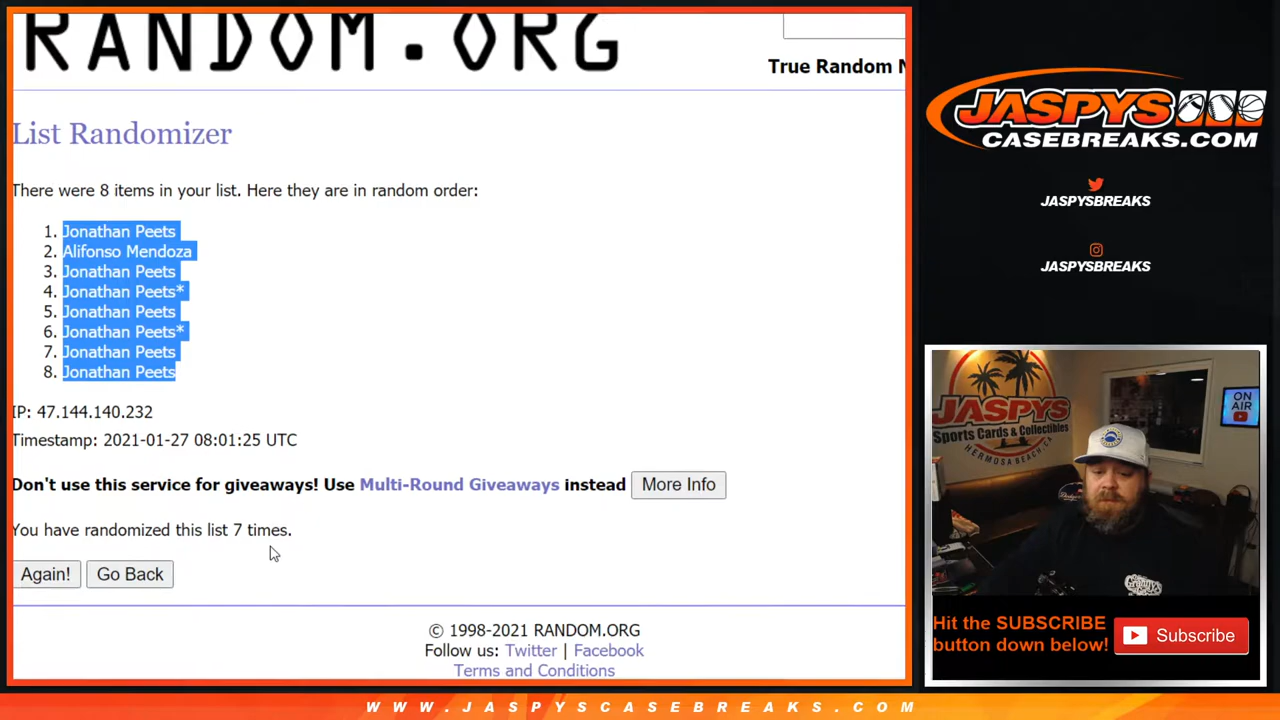 RANDOM.ORG
True Random N
List Randomizer
There were 8 items in your list. Here they are in random order:
1. Jonathan Peets
2. Alifonso Mendoza
3. Jonathan Peets
4. Jonathan Peets*
5. Jonathan Peets
6. Jonathan Peets*
7. Jonathan Peets
8. Jonathan Peets
IP: 47.144.140.232
Timestamp: 2021-01-27 08:01:25 UTC
Don't use this service for giveaways! Use Multi-Round Giveaways instead More Info
You have randomized this list 7 times.
Again! Go Back
© 1998-2021 RANDOM.ORG
Follow us: Twitter | Facebook
Terms and Conditions
JASPYS
CASEBREAKS.COM
JASPYSBREAKS
JASPYSBREAKS
JASPYS
Sports Cards & Collectibles
HERMOSA BEACH, CA
ON
AIR
Hit the SUBSCRIBE
button down below!
Subscribe
WWW.JASPYSCASEBREAKS.COM